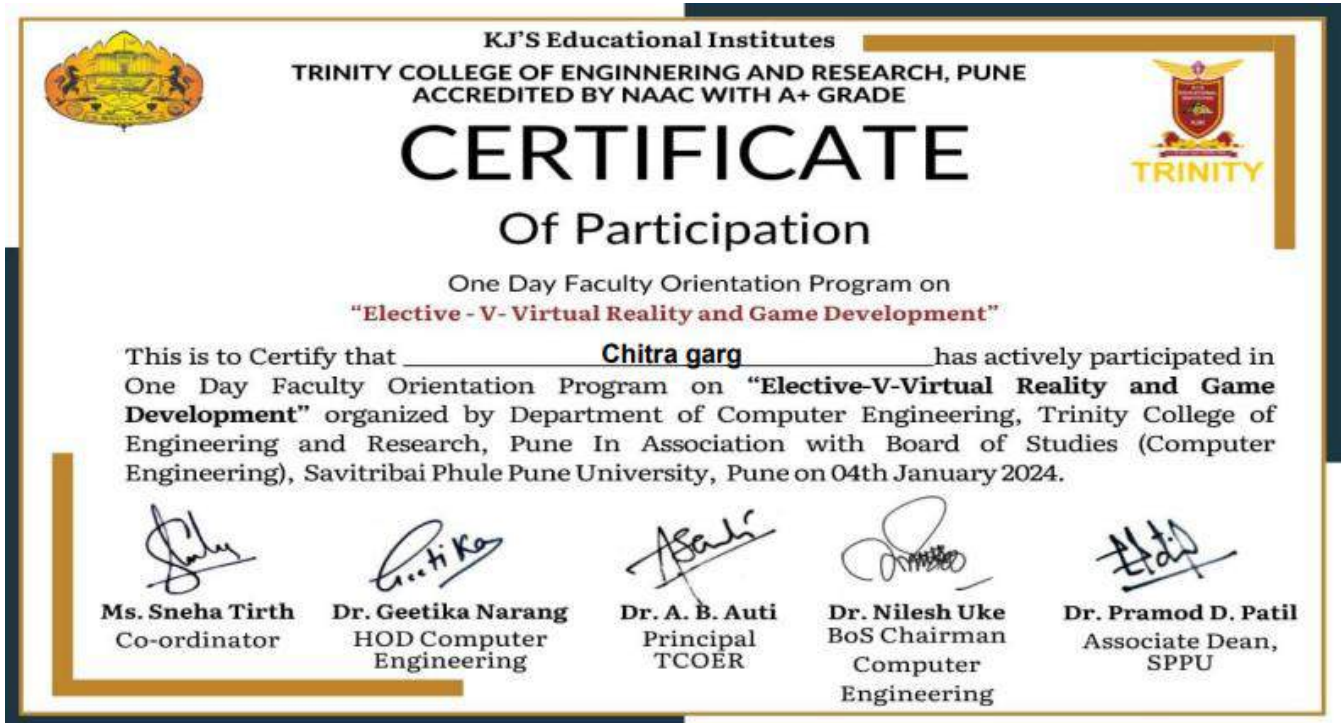 KJ'S Educational Institutes
TRINITY COLLEGE OF ENGINNERING AND RESEARCH, PUNE
ACCREDITED BY NAAC WITH A+ GRADE
TRINITY
CERTIFICATE
Of Participation
One Day Faculty Orientation Program on
“Elective - V- Virtual Reality and Game Development”
This is to Certify that Chitra garg has actively participated in
One Day Faculty Orientation Program on “Elective-V-Virtual Reality and Game
Development” organized by Department of Computer Engineering, Trinity College of
Engineering and Research, Pune In Association with Board of Studies (Computer
Engineering), Savitribai Phule Pune University, Pune on 04th January 2024.
Geetika
Ms. Sneha Tirth
Co-ordinator
Dr. Geetika Narang
HOD Computer
Engineering
Dr. A. B. Auti
Principal
TCOER
Dr. Nilesh Uke
BoS Chairman
Computer
Engineering
Dr. Pramod D. Patil
Associate Dean,
SPPU